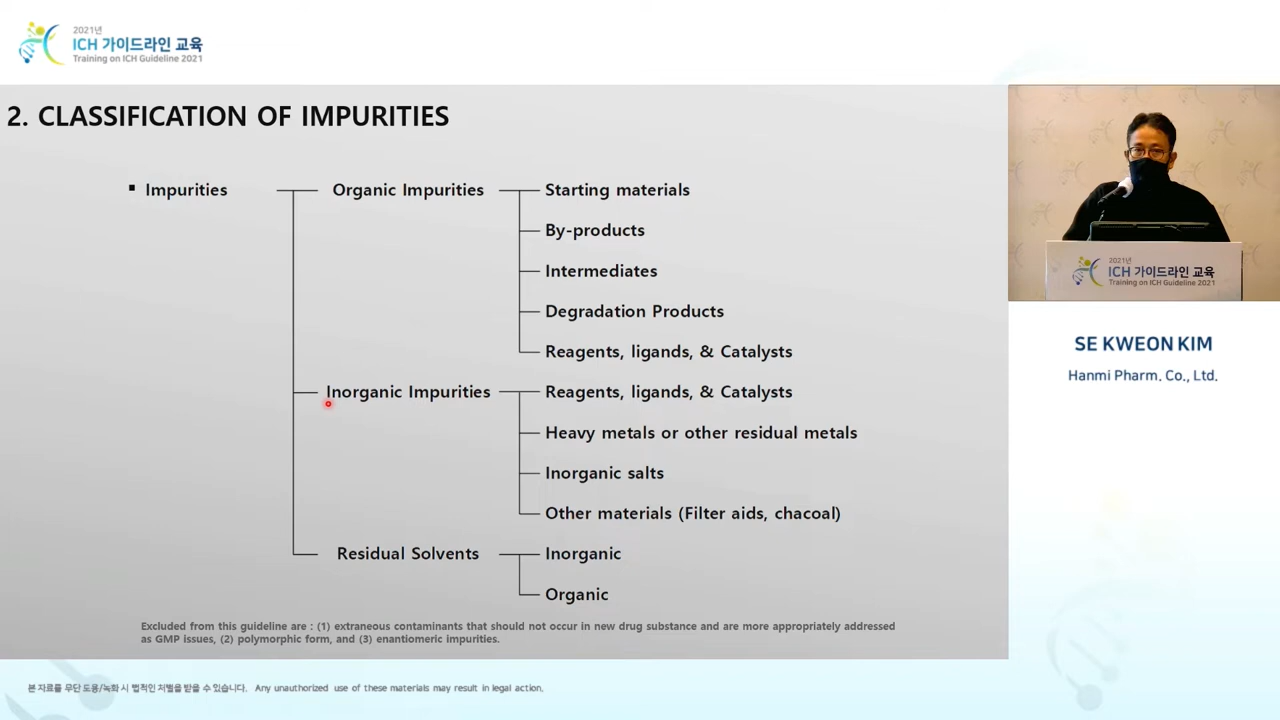 2021년
ICH 가이드라인 교육
Training on ICH Guideline 2021
2. CLASSIFICATION OF IMPURITIES
▪ Impurities
Organic Impurities
Starting materials
By-products
Intermediates
Degradation Products
Reagents, ligands, & Catalysts
Inorganic Impurities
Reagents, ligands, & Catalysts
Heavy metals or other residual metals
Inorganic salts
Other materials (Filter aids, chacoal)
Residual Solvents
Inorganic
Organic
Excluded from this guideline are : (1) extraneous contaminants that should not occur in new drug substance and are more appropriately addressed
as GMP issues, (2) polymorphic form, and (3) enantiomeric impurities.
2021년
ICH 가이드라인 교육
Training on ICH Guideline 2021
SE KWEON KIM
Hanmi Pharm. Co., Ltd.
본 자료를 무단 도용/녹화 시 법적인 처벌을 받을 수 있습니다. Any unauthorized use of these materials may result in legal action.